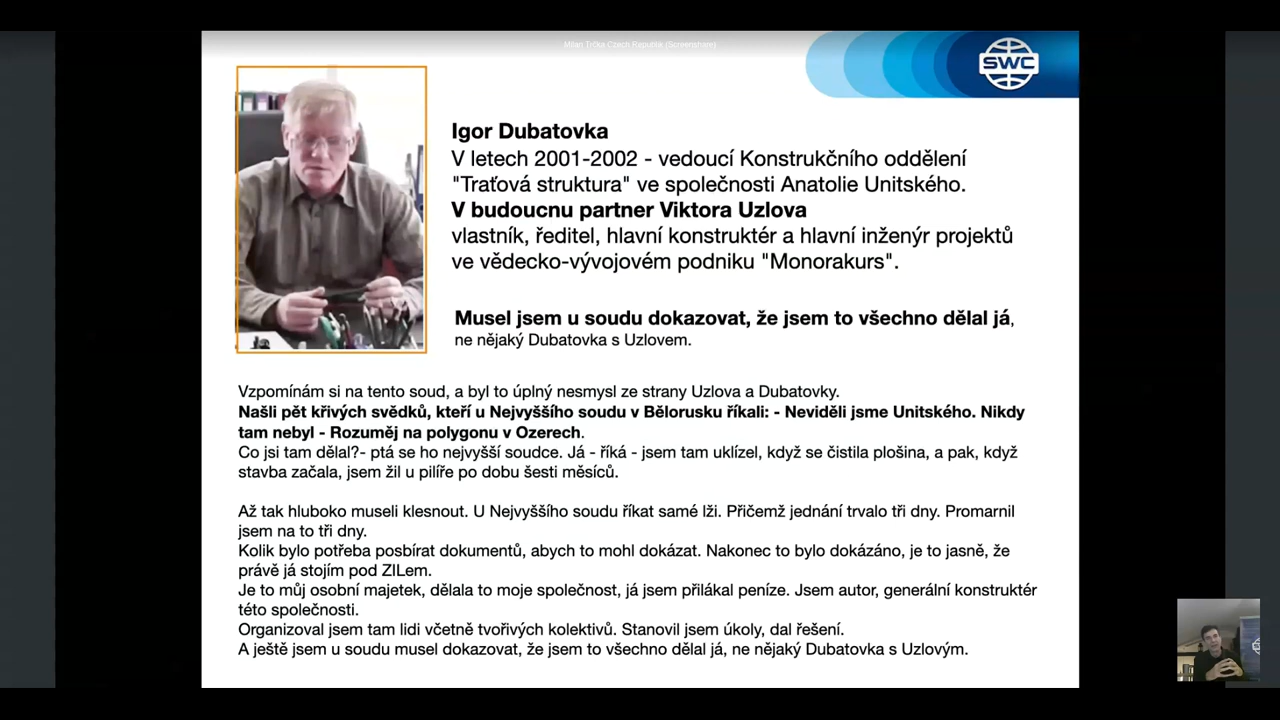 Milan Trčka Czech Republik (Screenshare)
SWC
Igor Dubatovka
V letech 2001-2002 - vedoucí Konstrukčního oddělení
"Traťová struktura" ve společnosti Anatolie Unitského.
V budoucnu partner Viktora Uzlova
vlastník, ředitel, hlavní konstruktér a hlavní inženýr projektů
ve vědecko-vývojovém podniku "Monorakurs".
Musel jsem u soudu dokazovat, že jsem to všechno dělal já,
ne nějaký Dubatovka s Uzlovem.
Vzpomínám si na tento soud, a byl to úplný nesmysl ze strany Uzlova a Dubatovky.
Našli pět křivých svědků, kteří u Nejvyššího soudu v Bělorusku říkali: - Neviděli jsme Unitského. Nikdy
tam nebyl - Rozuměj na polygonu v Ozerech.
Co jsi tam dělal?- ptá se ho nejvyšší soudce. Já - říká - jsem tam uklízel, když se čistila plošina, a pak, když
stavba začala, jsem žil u pilíře po dobu šesti měsíců.
Až tak hluboko museli klesnout. U Nejvyššího soudu říkat samé lži. Přičemž jednání trvalo tři dny. Promarnil
jsem na to tři dny.
Kolik bylo potřeba posbírat dokumentů, abych to mohl dokázat. Nakonec to bylo dokázáno, je to jasně, že
právě já stojím pod ZILem.
Je to můj osobní majetek, dělala to moje společnost, já jsem přilákal peníze. Jsem autor, generální konstruktér
této společnosti.
Organizoval jsem tam lidi včetně tvořivých kolektivů. Stanovil jsem úkoly, dal řešení.
A ještě jsem u soudu musel dokazovat, že jsem to všechno dělal já, ne nějaký Dubatovka s Uzlovým.